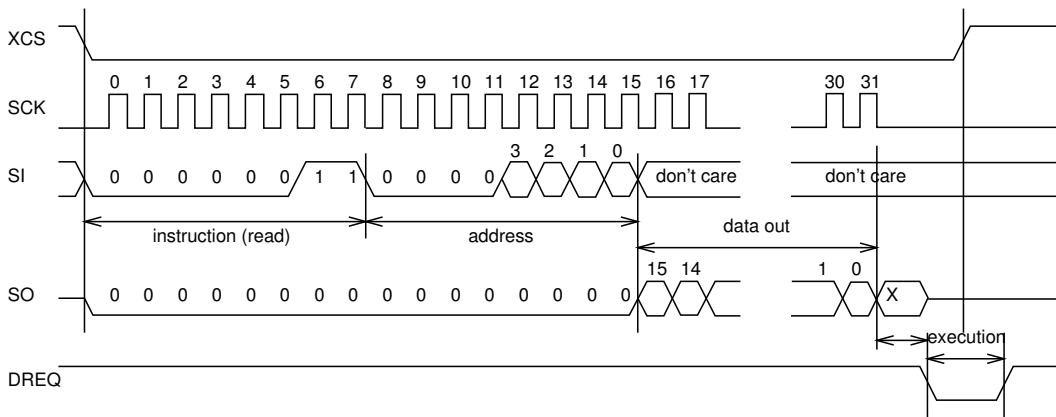 XCS
0 1 2 3 4 5 6 7 8 9 10 11 12 13 14 15 16 17 30 31
SCK
3 2 1 0
SI 0 0 0 0 0 0 1 1 0 0 0 0 don't care don't care
instruction (read) address data out
15 14 1 0
SO 0 0 0 0 0 0 0 0 0 0 0 0 0 0 0 0 X
execution
DREQ